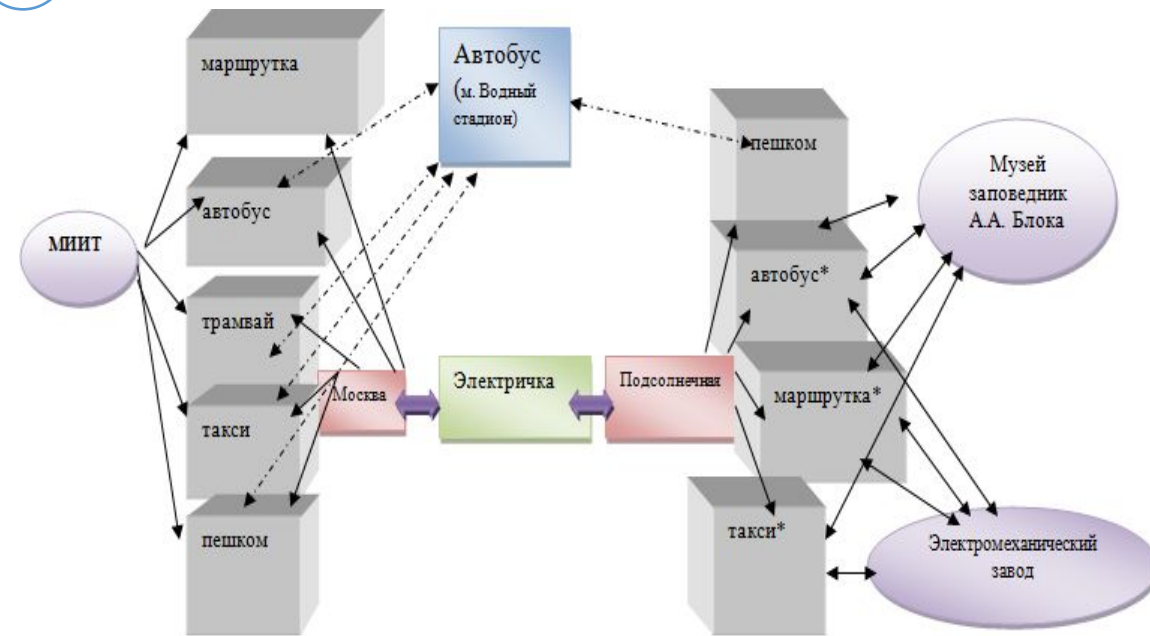 маршрутка
Автобус
(м. Водный
стадион)
пешком
Музей
заповедник
А.А. Блока
автобус
МИИТ
автобус*
трамвай
Москва
Электричка
Подсолнечная
маршрутка*
такси
пешком
такси*
Электромеханический
завод